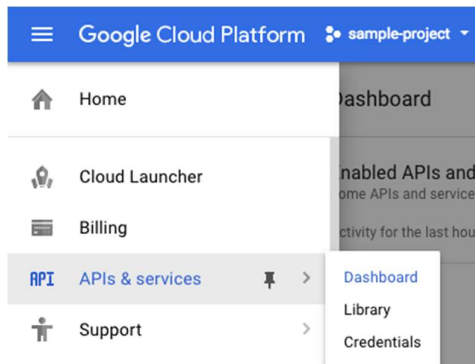 Google Cloud Platform sample-project
Home
Dashboard
Cloud Launcher
nabled APIs and
ome APIs and service
Billing
ctivity for the last hou
API APIs & services
Dashboard
Library
Credentials
Support